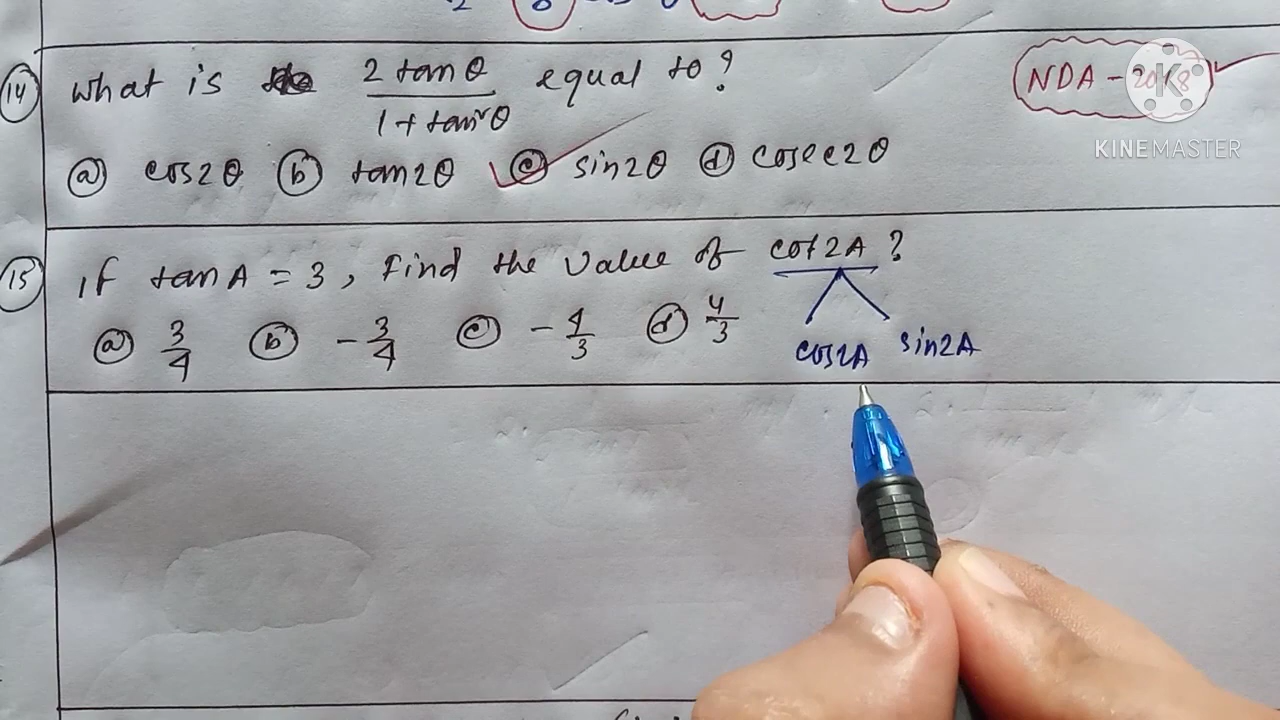 14 What is 2 tanθ / 1 + tan²θ equal to?
NDA - 2018
KINEMASTER
a cos2θ b tan2θ c sin2θ d cosec2θ
15 If tanA = 3, Find the value of cot2A?
a 3/4 b -3/4 c -4/3 d 4/3
cos2A sin2A